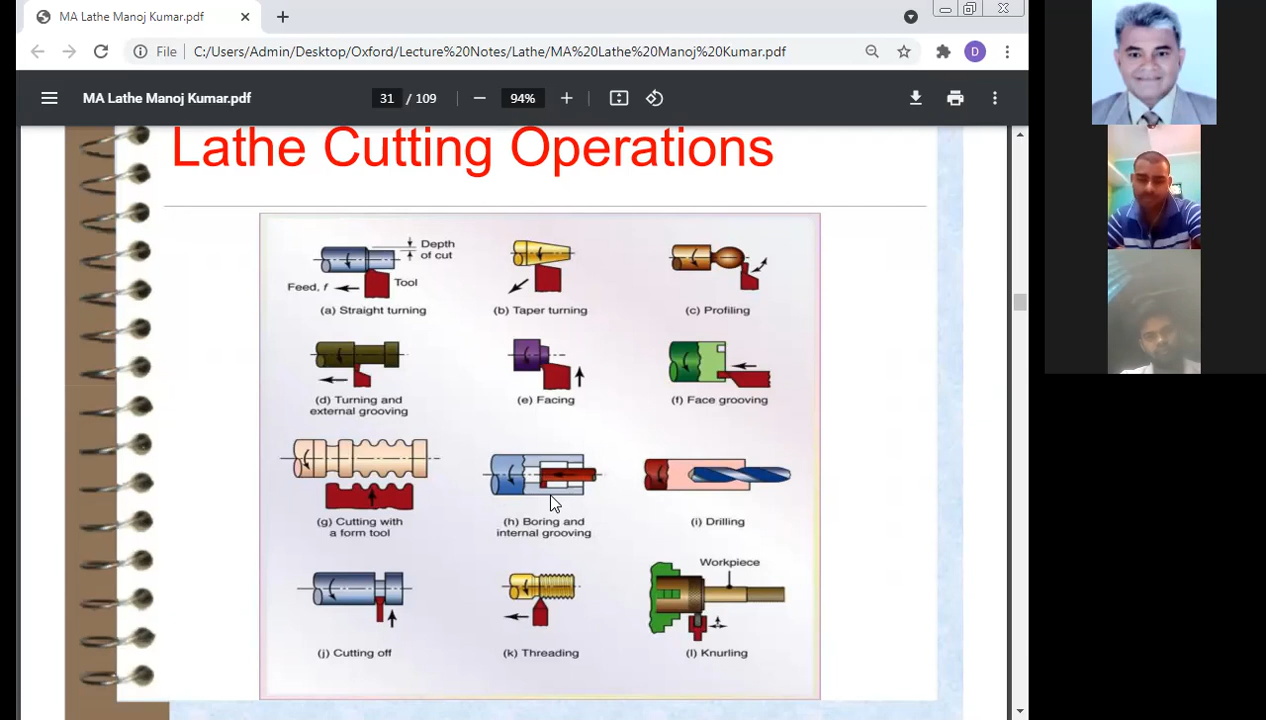 MA Lathe Manoj Kumar.pdf
File C:/Users/Admin/Desktop/Oxford/Lecture%20Notes/Lathe/MA%20Lathe%20Manoj%20Kumar.pdf
D
MA Lathe Manoj Kumar.pdf
31 / 109
94%
Lathe Cutting Operations
Depth
of cut
Feed, f
Tool
(a) Straight turning
(b) Taper turning
(c) Profiling
(d) Turning and
external grooving
(e) Facing
(f) Face grooving
(g) Cutting with
a form tool
(h) Boring and
internal grooving
(i) Drilling
Workpiece
(j) Cutting off
(k) Threading
(l) Knurling